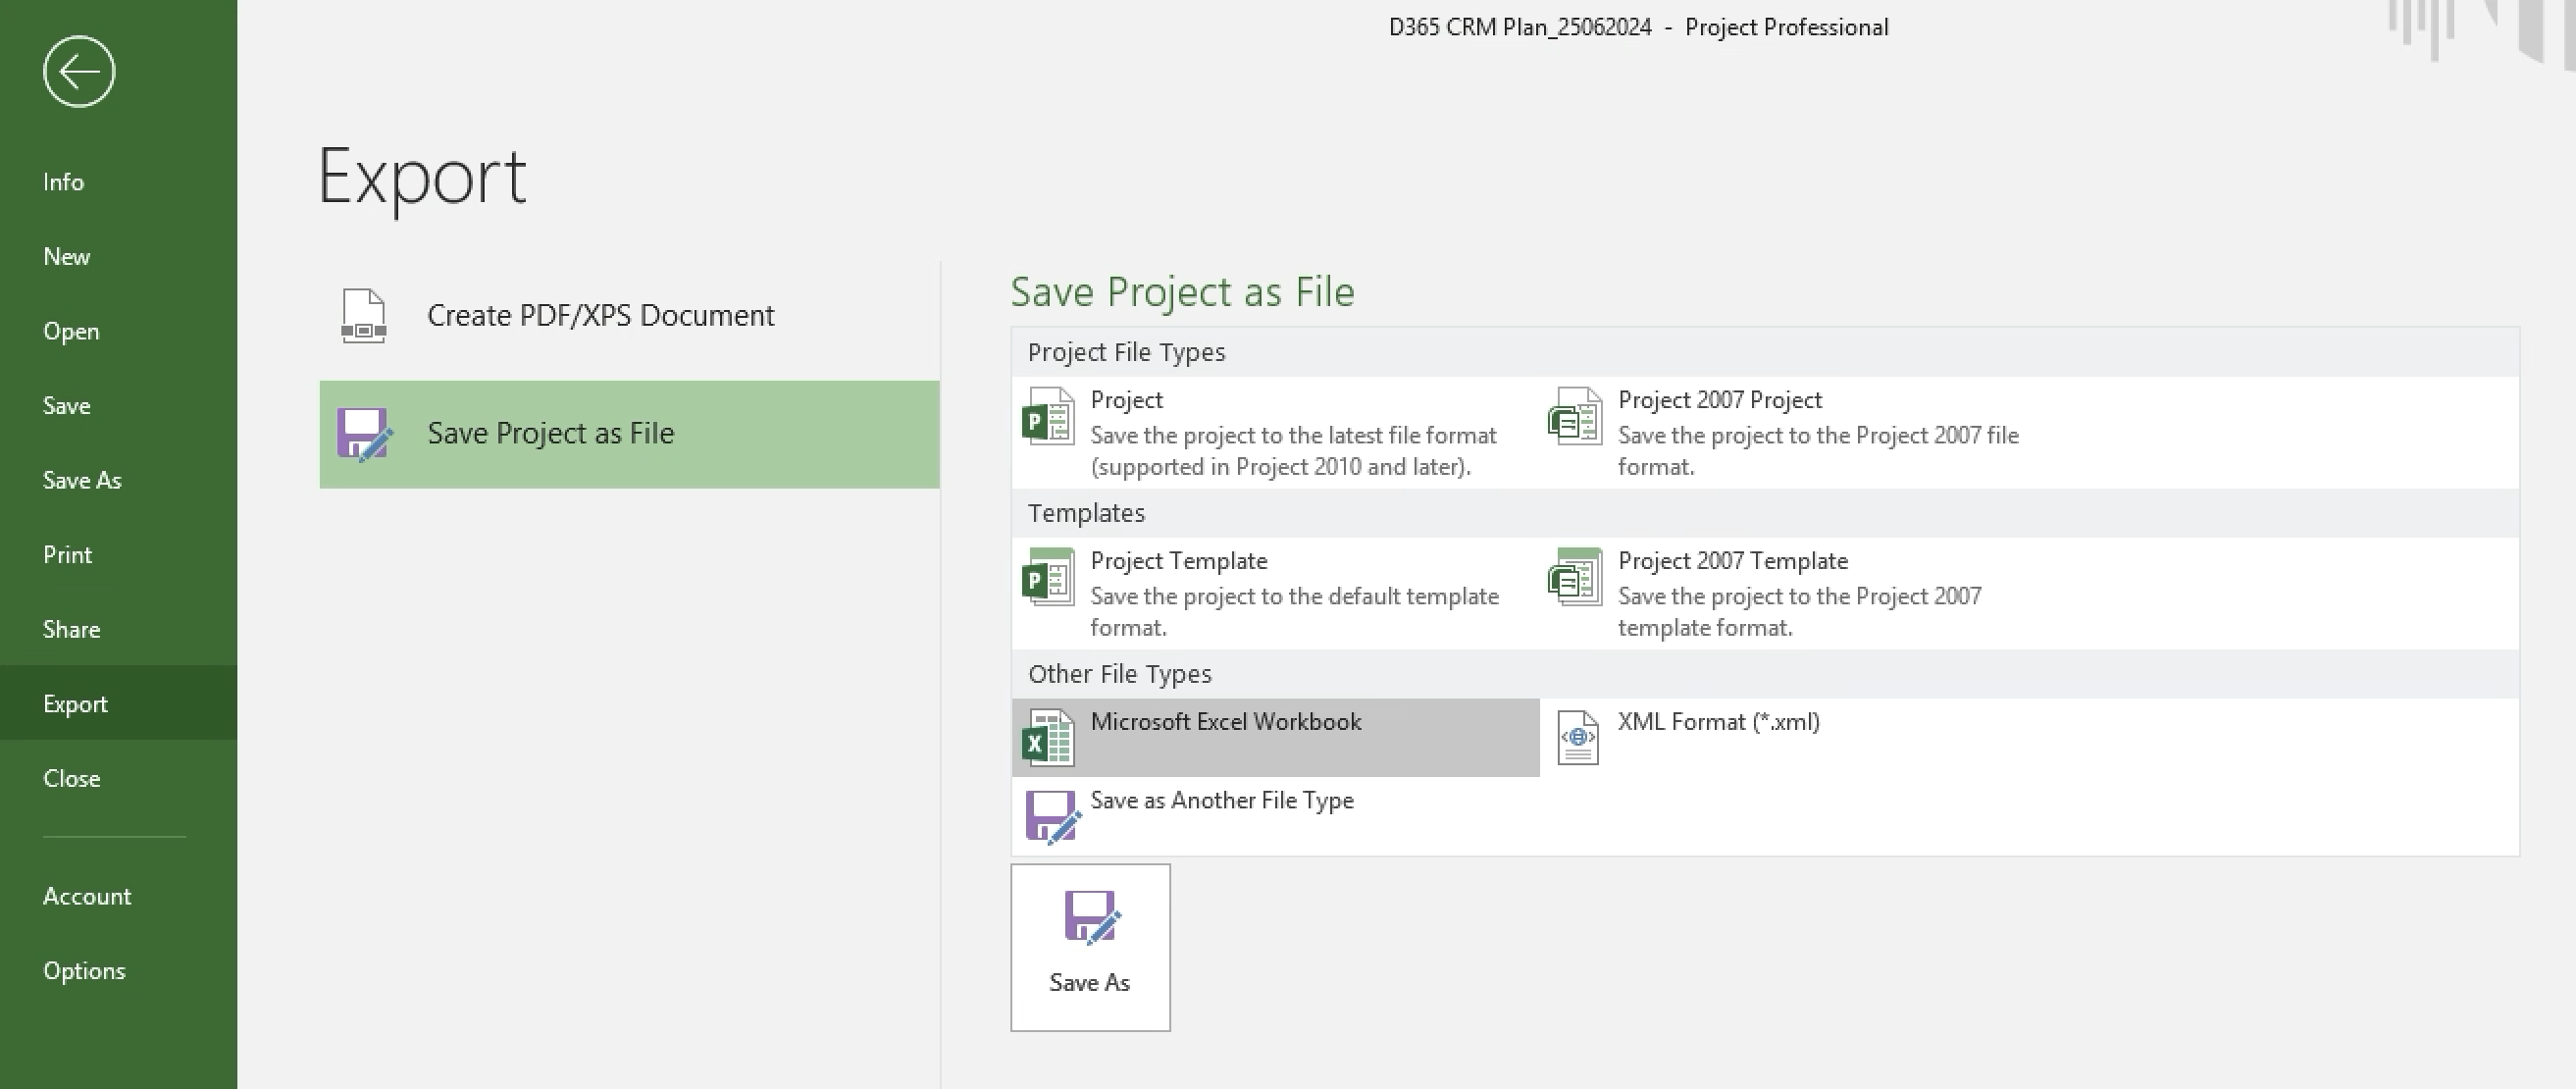 D365 CRM Plan_25062024 - Project Professional
Info
New
Open
Save
Save As
Print
Share
Export
Close
Account
Options
Export
Create PDF/XPS Document
Save Project as File
Save Project as File
Project File Types
Project
Save the project to the latest file format
(supported in Project 2010 and later).
Project 2007 Project
Save the project to the Project 2007 file
format.
Templates
Project Template
Save the project to the default template
format.
Project 2007 Template
Save the project to the Project 2007
template format.
Other File Types
Microsoft Excel Workbook
XML Format (*.xml)
Save as Another File Type
Save As